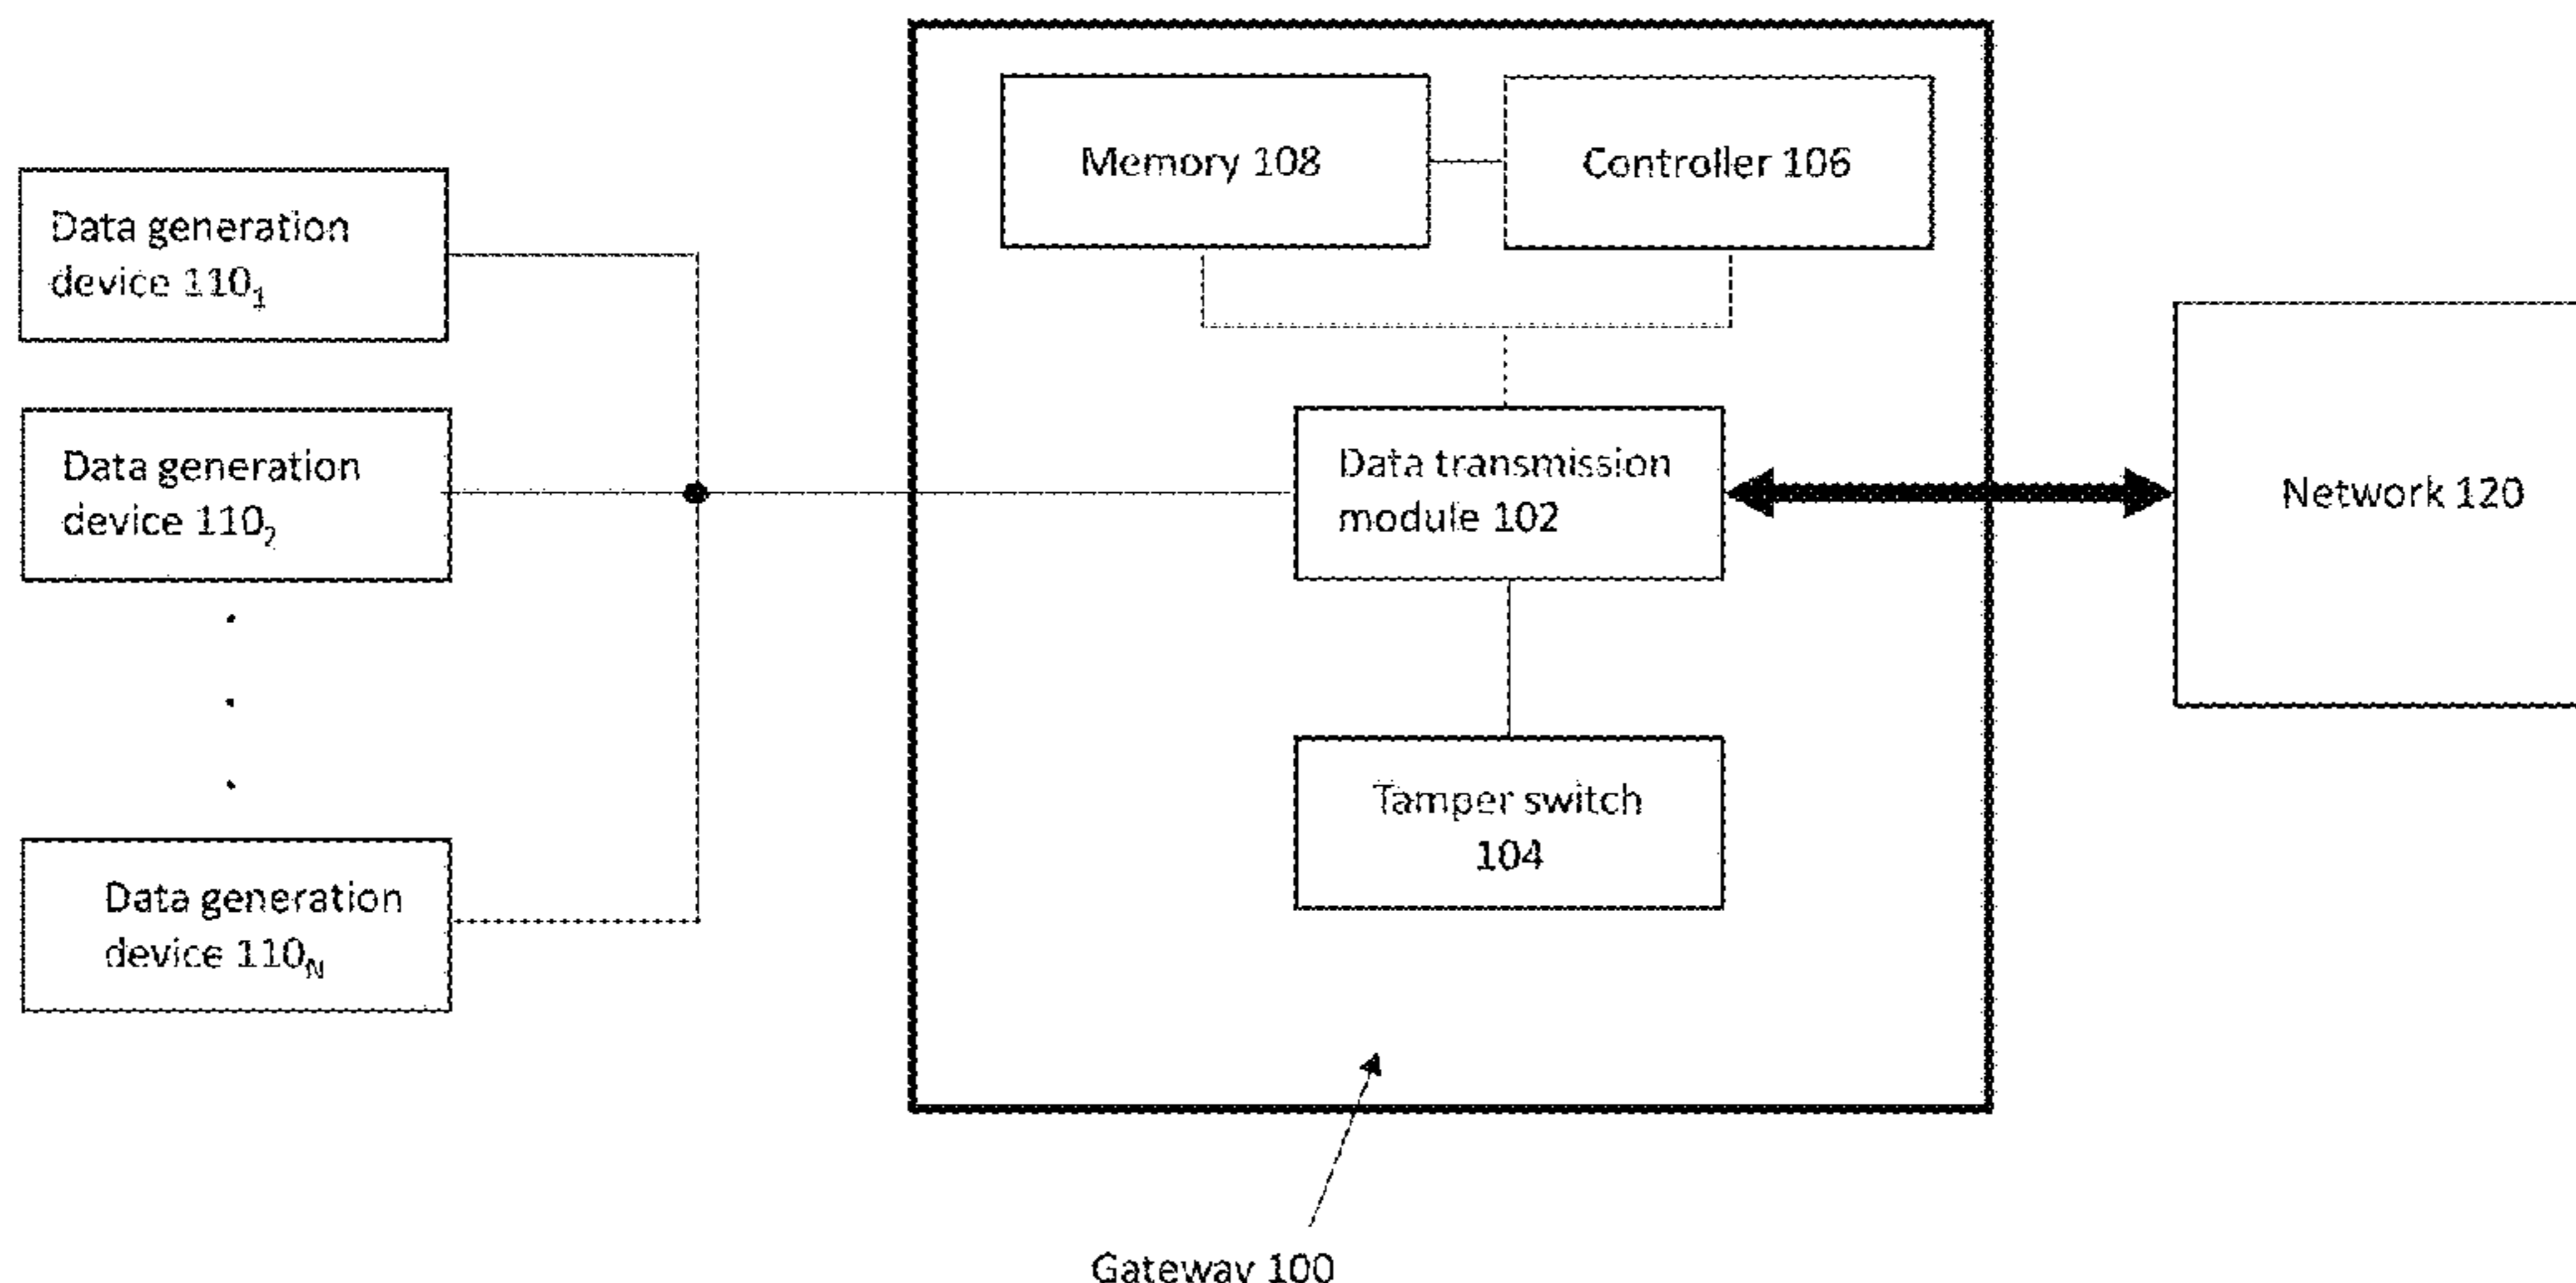 Memory 108
Controller 106
Data generation
device 110₁
Data generation
device 110₂
Data transmission
module 102
Network 120
Tamper switch
104
Data generation
device 110N
Gateway 100